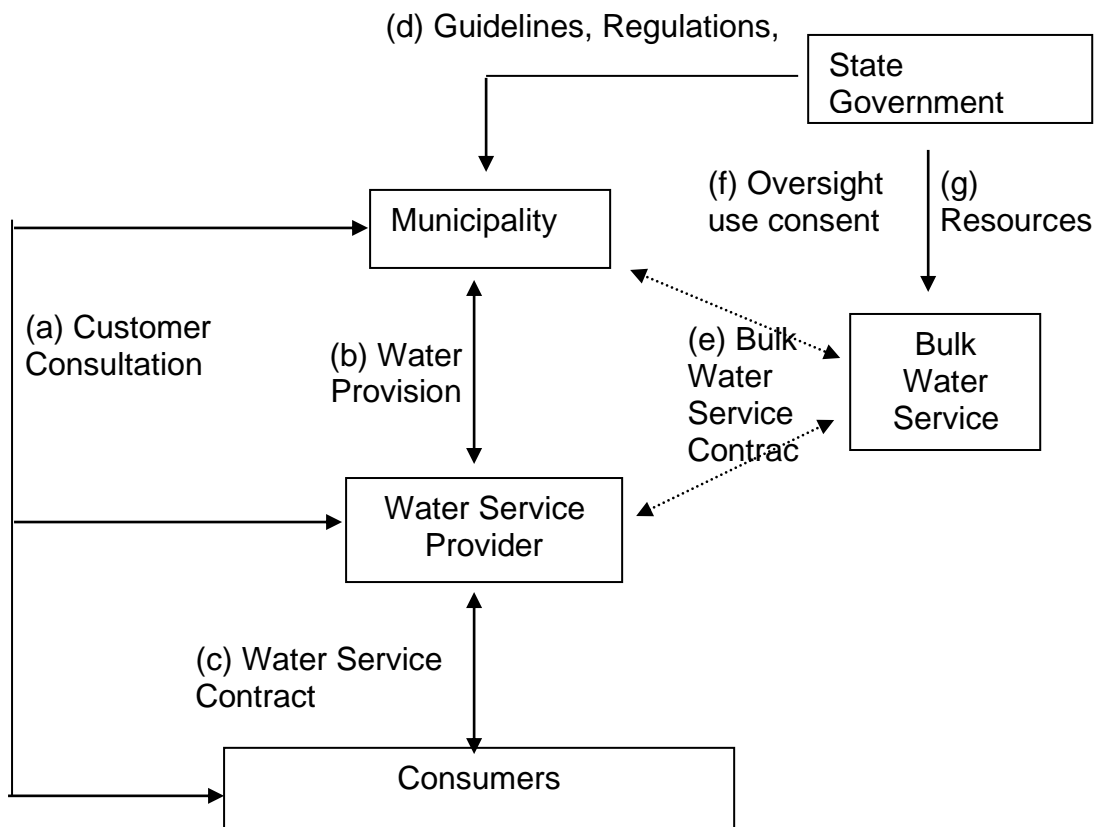 (d) Guidelines, Regulations,
State
Government
(f) Oversight
use consent
(g)
Resources
Municipality
(a) Customer
Consultation
(b) Water
Provision
(e) Bulk
Water
Service
Contrac
Bulk
Water
Service
Water Service
Provider
(c) Water Service
Contract
Consumers